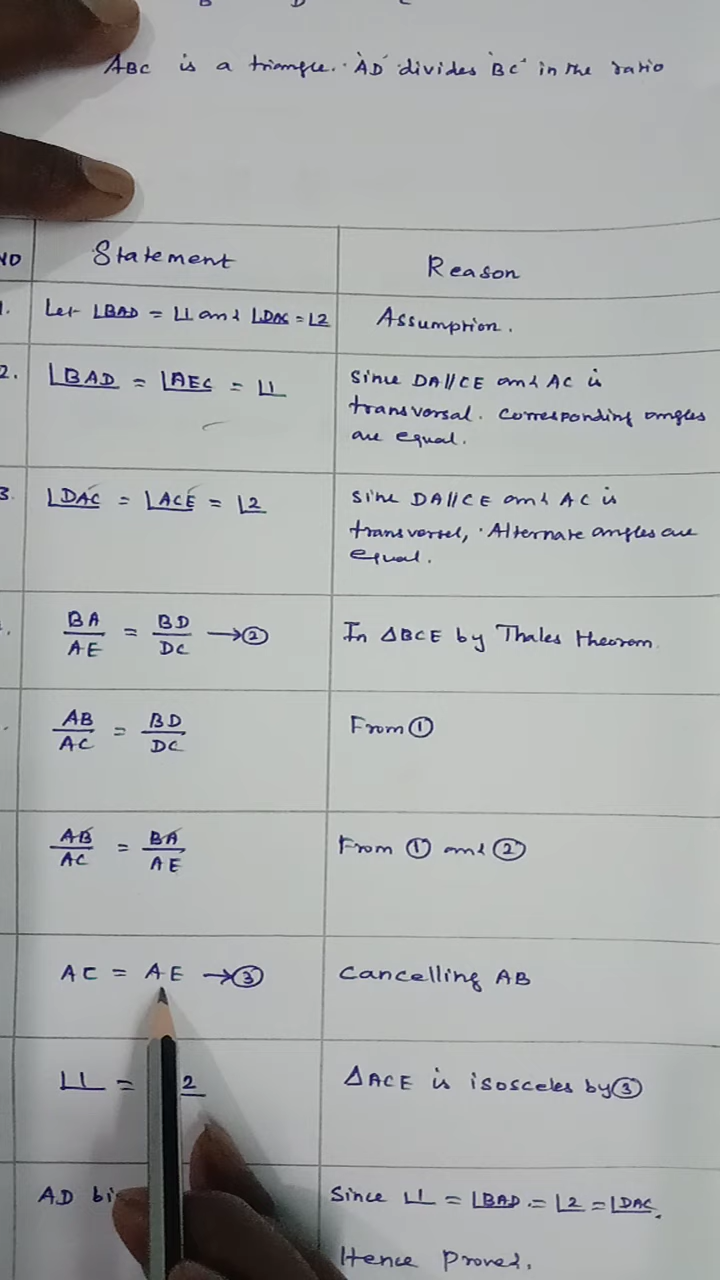 B D C
ABC is a triangle. AD divides BC in the ratio
NO Statement Reason
1. Let ∠BAD = ∠1 and ∠DAC = ∠2 Assumption.
2. ∠BAD = ∠AEC = ∠1 Since DA||CE and AC is
transversal. Corresponding angles
are equal.
3. ∠DAC = ∠ACE = ∠2 Sine DA||CE and AC is
transversel, Alternate angles are
equal.
BA/AE = BD/DC →② In ΔBCE by Thales theorem.
AB/AC = BD/DC From ①
AB/AC = BA/AE From ① and ②
AC = AE →③ Cancelling AB
∠1 = 2 ΔACE is isosceles by ③
AD bi Since ∠1 = ∠BAD = ∠2 = ∠DAC.
Hence proved.